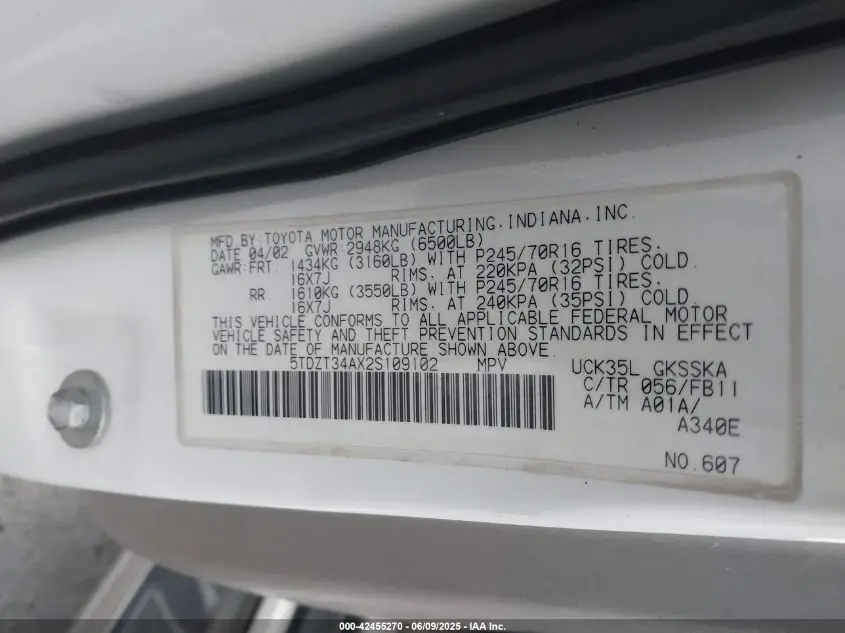 MFD.BY:TOYOTA MOTOR MANUFACTURING.INDIANA.INC.
DATE 04/02 GVWR 2948KG (6500LB)
GAWR:FRT. 1434KG (3160LB) WITH P245/70R16 TIRES.
16X7J RIMS. AT 220KPA (32PSI) COLD.
RR. 1610KG (3550LB) WITH P245/70R16 TIRES.
16X7J RIMS. AT 240KPA (35PSI) COLD.
THIS VEHICLE CONFORMS TO ALL APPLICABLE FEDERAL MOTOR
VEHICLE SAFETY AND THEFT PREVENTION STANDARDS IN EFFECT
ON THE DATE OF MANUFACTURE SHOWN ABOVE.
5TDZT34AX2S109102 MPV UCK35L GKSSKA
C/TR 056/FB11
A/TM A01A/
A340E
NO.607
000-42455270 - 06/09/2025 - IAA Inc.